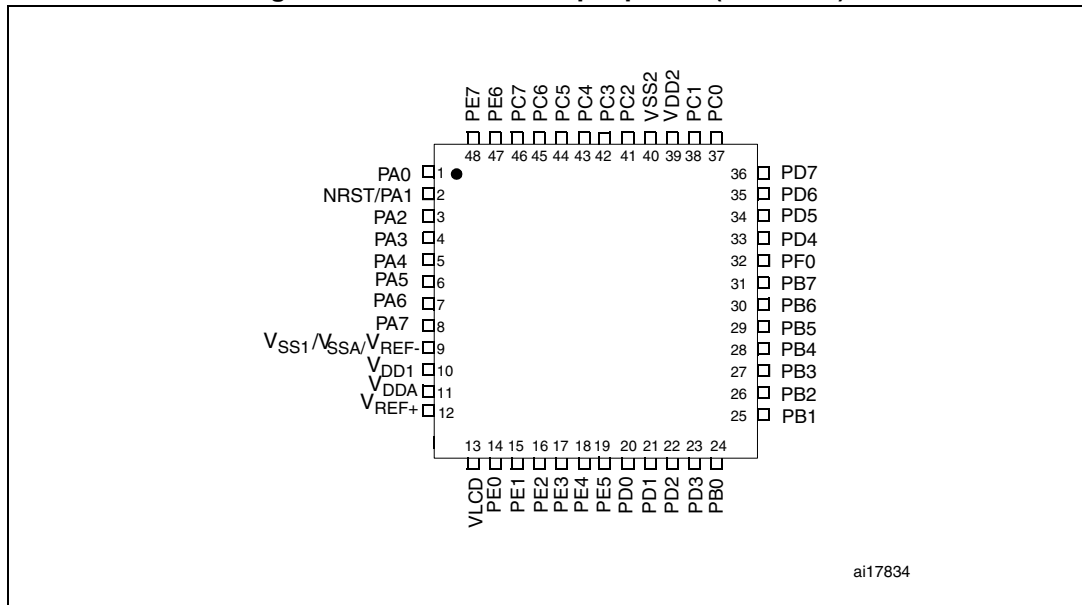 PE7 PE6 PC7 PC6 PC5 PC4 PC3 PC2 VSS2 VDD2 PC1 PC0
48 47 46 45 44 43 42 41 40 39 38 37
PA0 1 36 PD7
NRST/PA1 2 35 PD6
PA2 3 34 PD5
PA3 4 33 PD4
PA4 5 32 PF0
PA5 6 31 PB7
PA6 7 30 PB6
PA7 8 29 PB5
VSS1/VSSA/VREF- 9 28 PB4
VDD1 10 27 PB3
VDDA 11 26 PB2
VREF+ 12 25 PB1
13 14 15 16 17 18 19 20 21 22 23 24
VLCD PE0 PE1 PE2 PE3 PE4 PE5 PD0 PD1 PD2 PD3 PB0
ai17834